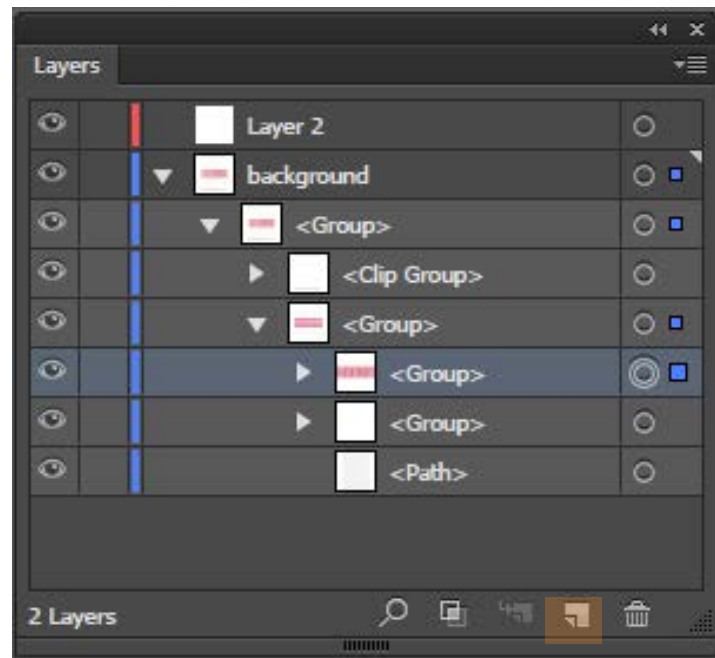 Layers
Layer 2
background
<Group>
<Clip Group>
<Group>
<Group>
<Group>
<Path>
2 Layers